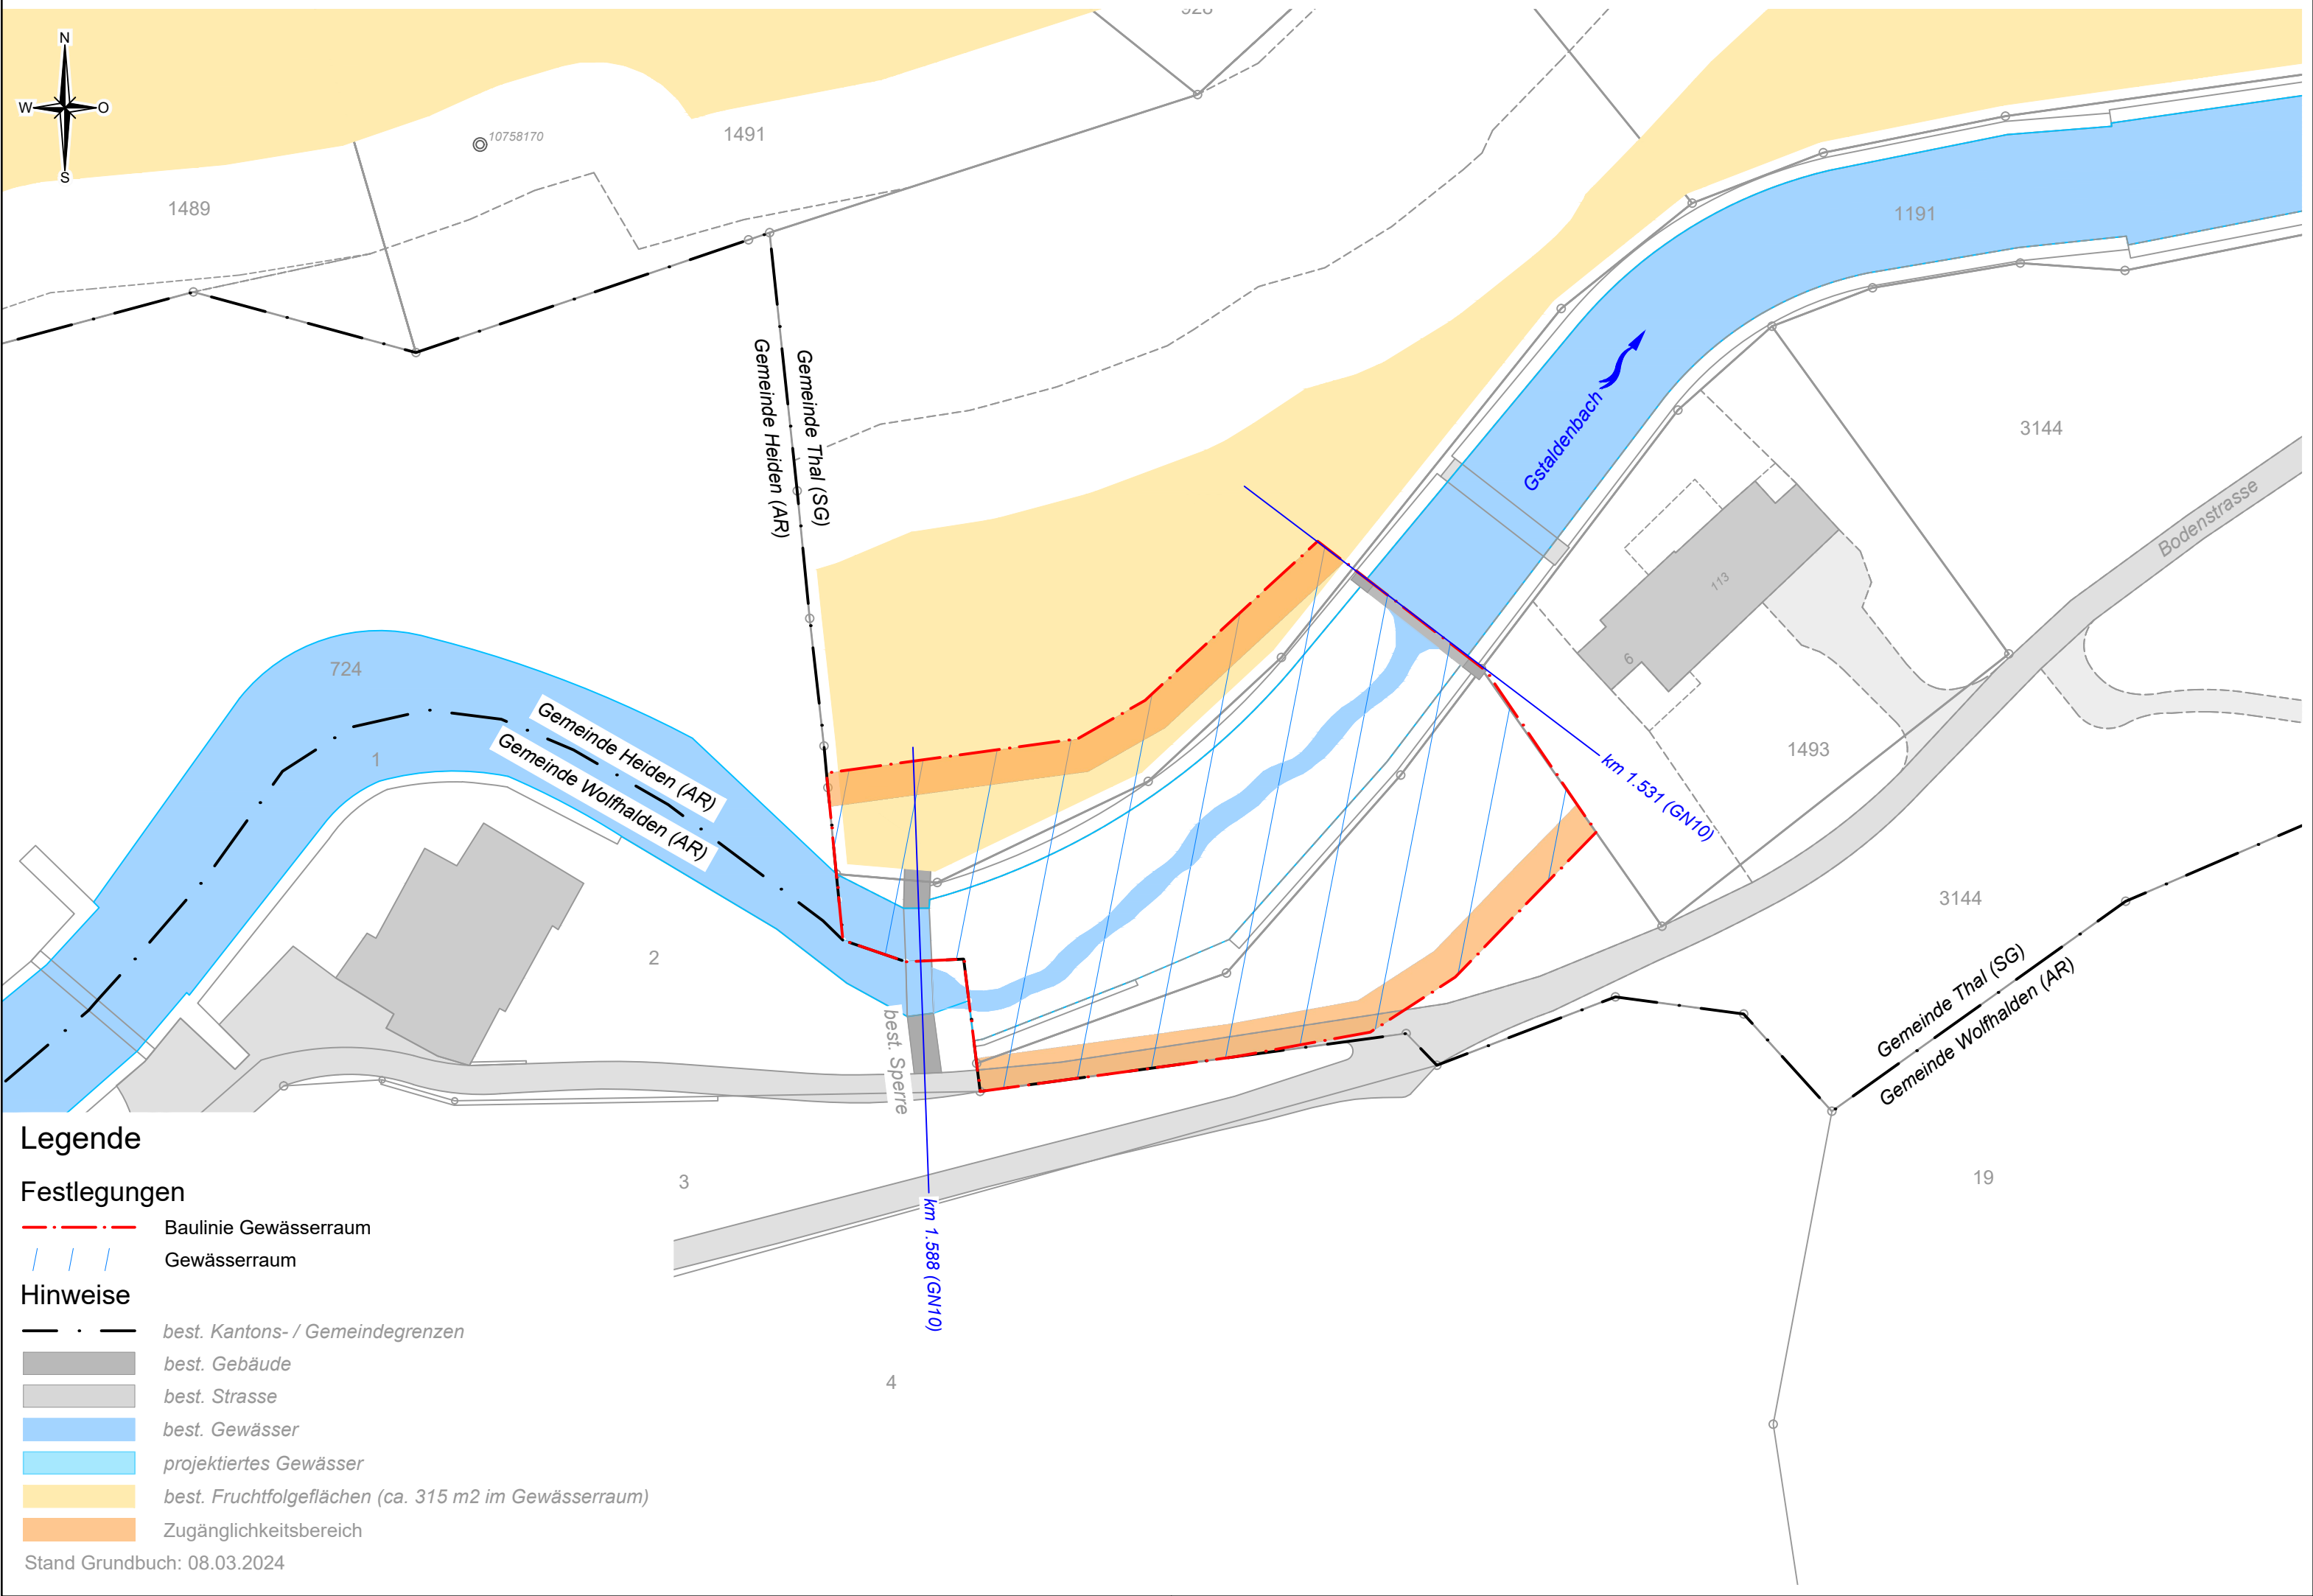 N
W
O
S
10758170
1491
1489
1191
Gemeinde Thal (SG)
Gemeinde Heiden (AR)
Gstaldenbach
3144
Bodenstrasse
113
6
724
1
Gemeinde Heiden (AR)
Gemeinde Wolfhalden (AR)
1493
km 1.531 (GN10)
3144
2
best. Sperre
Gemeinde Thal (SG)
Gemeinde Wolfhalden (AR)
3
19
km 1.588 (GN10)
4
Legende
Festlegungen
Baulinie Gewässerraum
Gewässerraum
Hinweise
best. Kantons- / Gemeindegrenzen
best. Gebäude
best. Strasse
best. Gewässer
projektiertes Gewässer
best. Fruchtfolgeflächen (ca. 315 m2 im Gewässerraum)
Zugänglichkeitsbereich
Stand Grundbuch: 08.03.2024